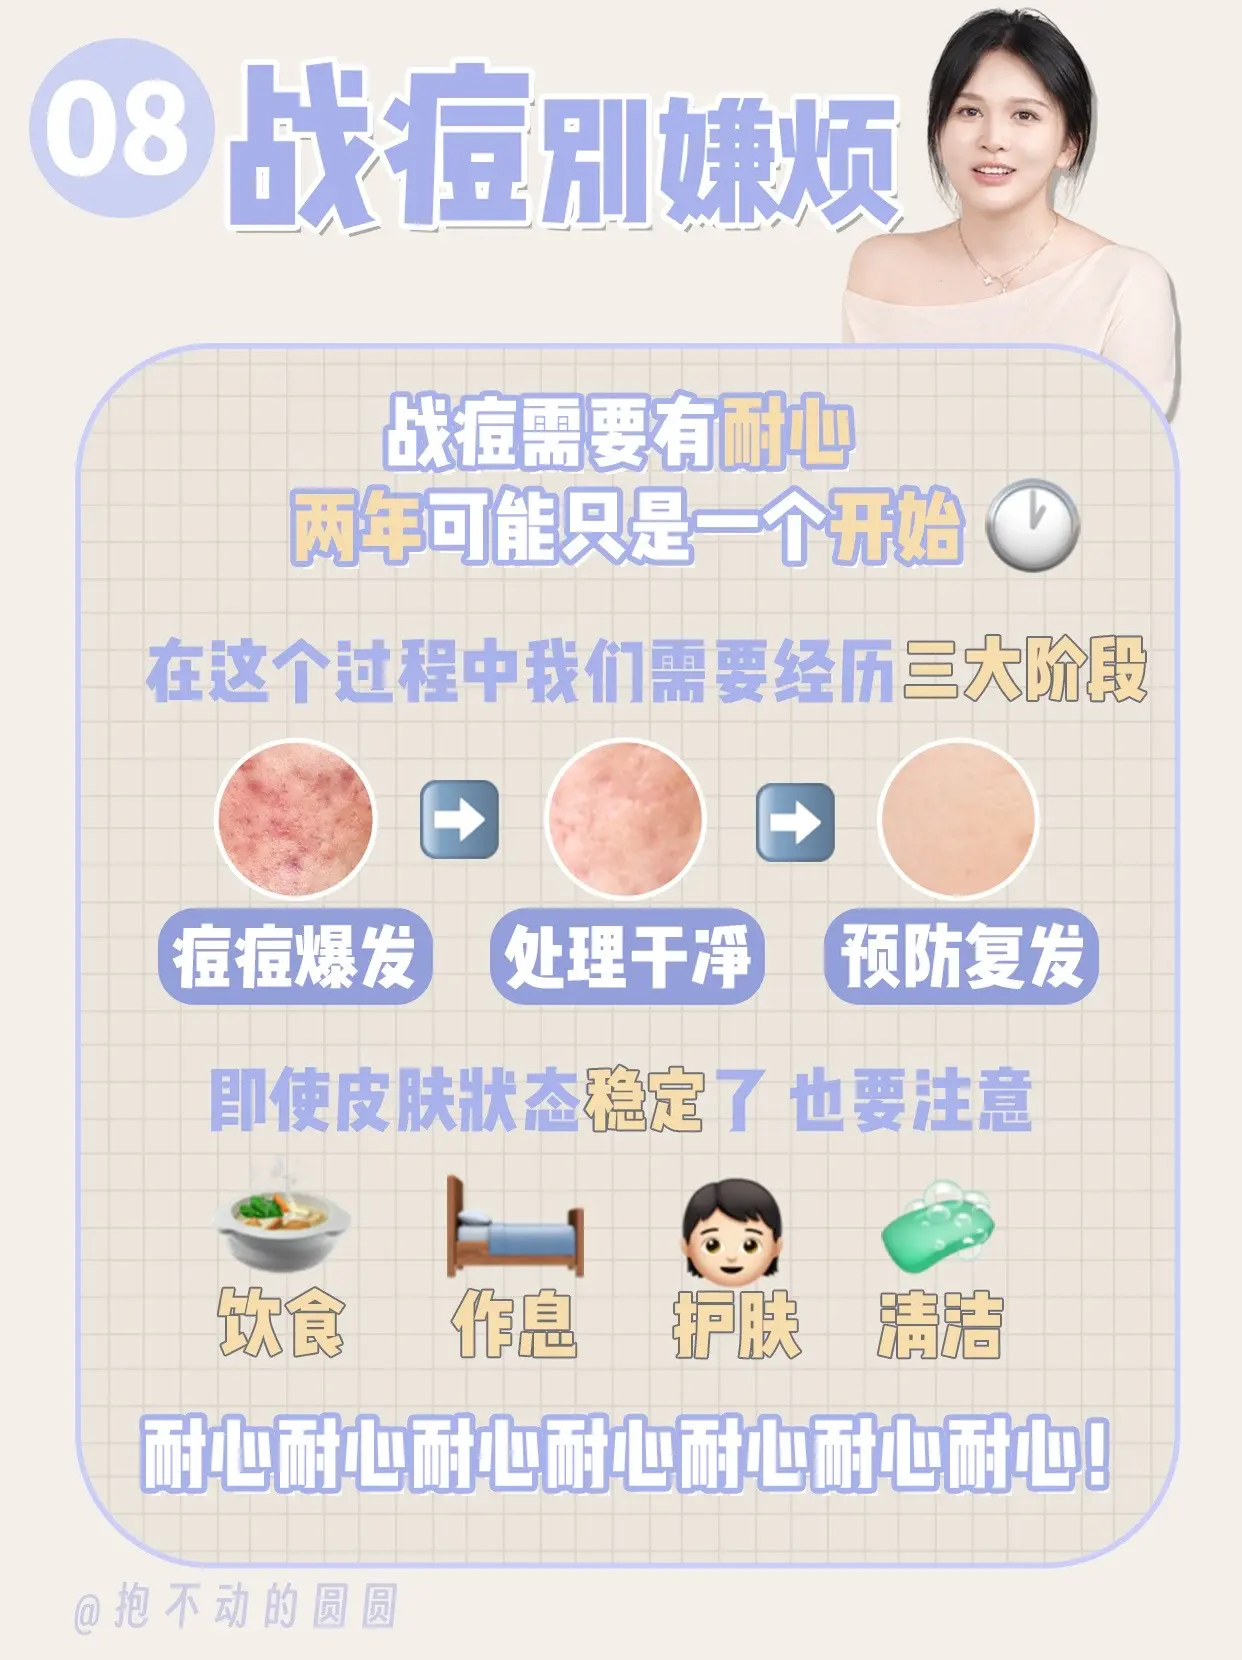 08
战痘别嫌烦
战痘需要有耐心
两年可能只是一个开始
在这个过程中我们需要经历三大阶段
痘痘爆发 处理干净 预防复发
即使皮肤状态稳定了 也要注意
饮食 作息 护肤 清洁
耐心耐心耐心耐心耐心耐心耐心!
@抱不动的圆圆